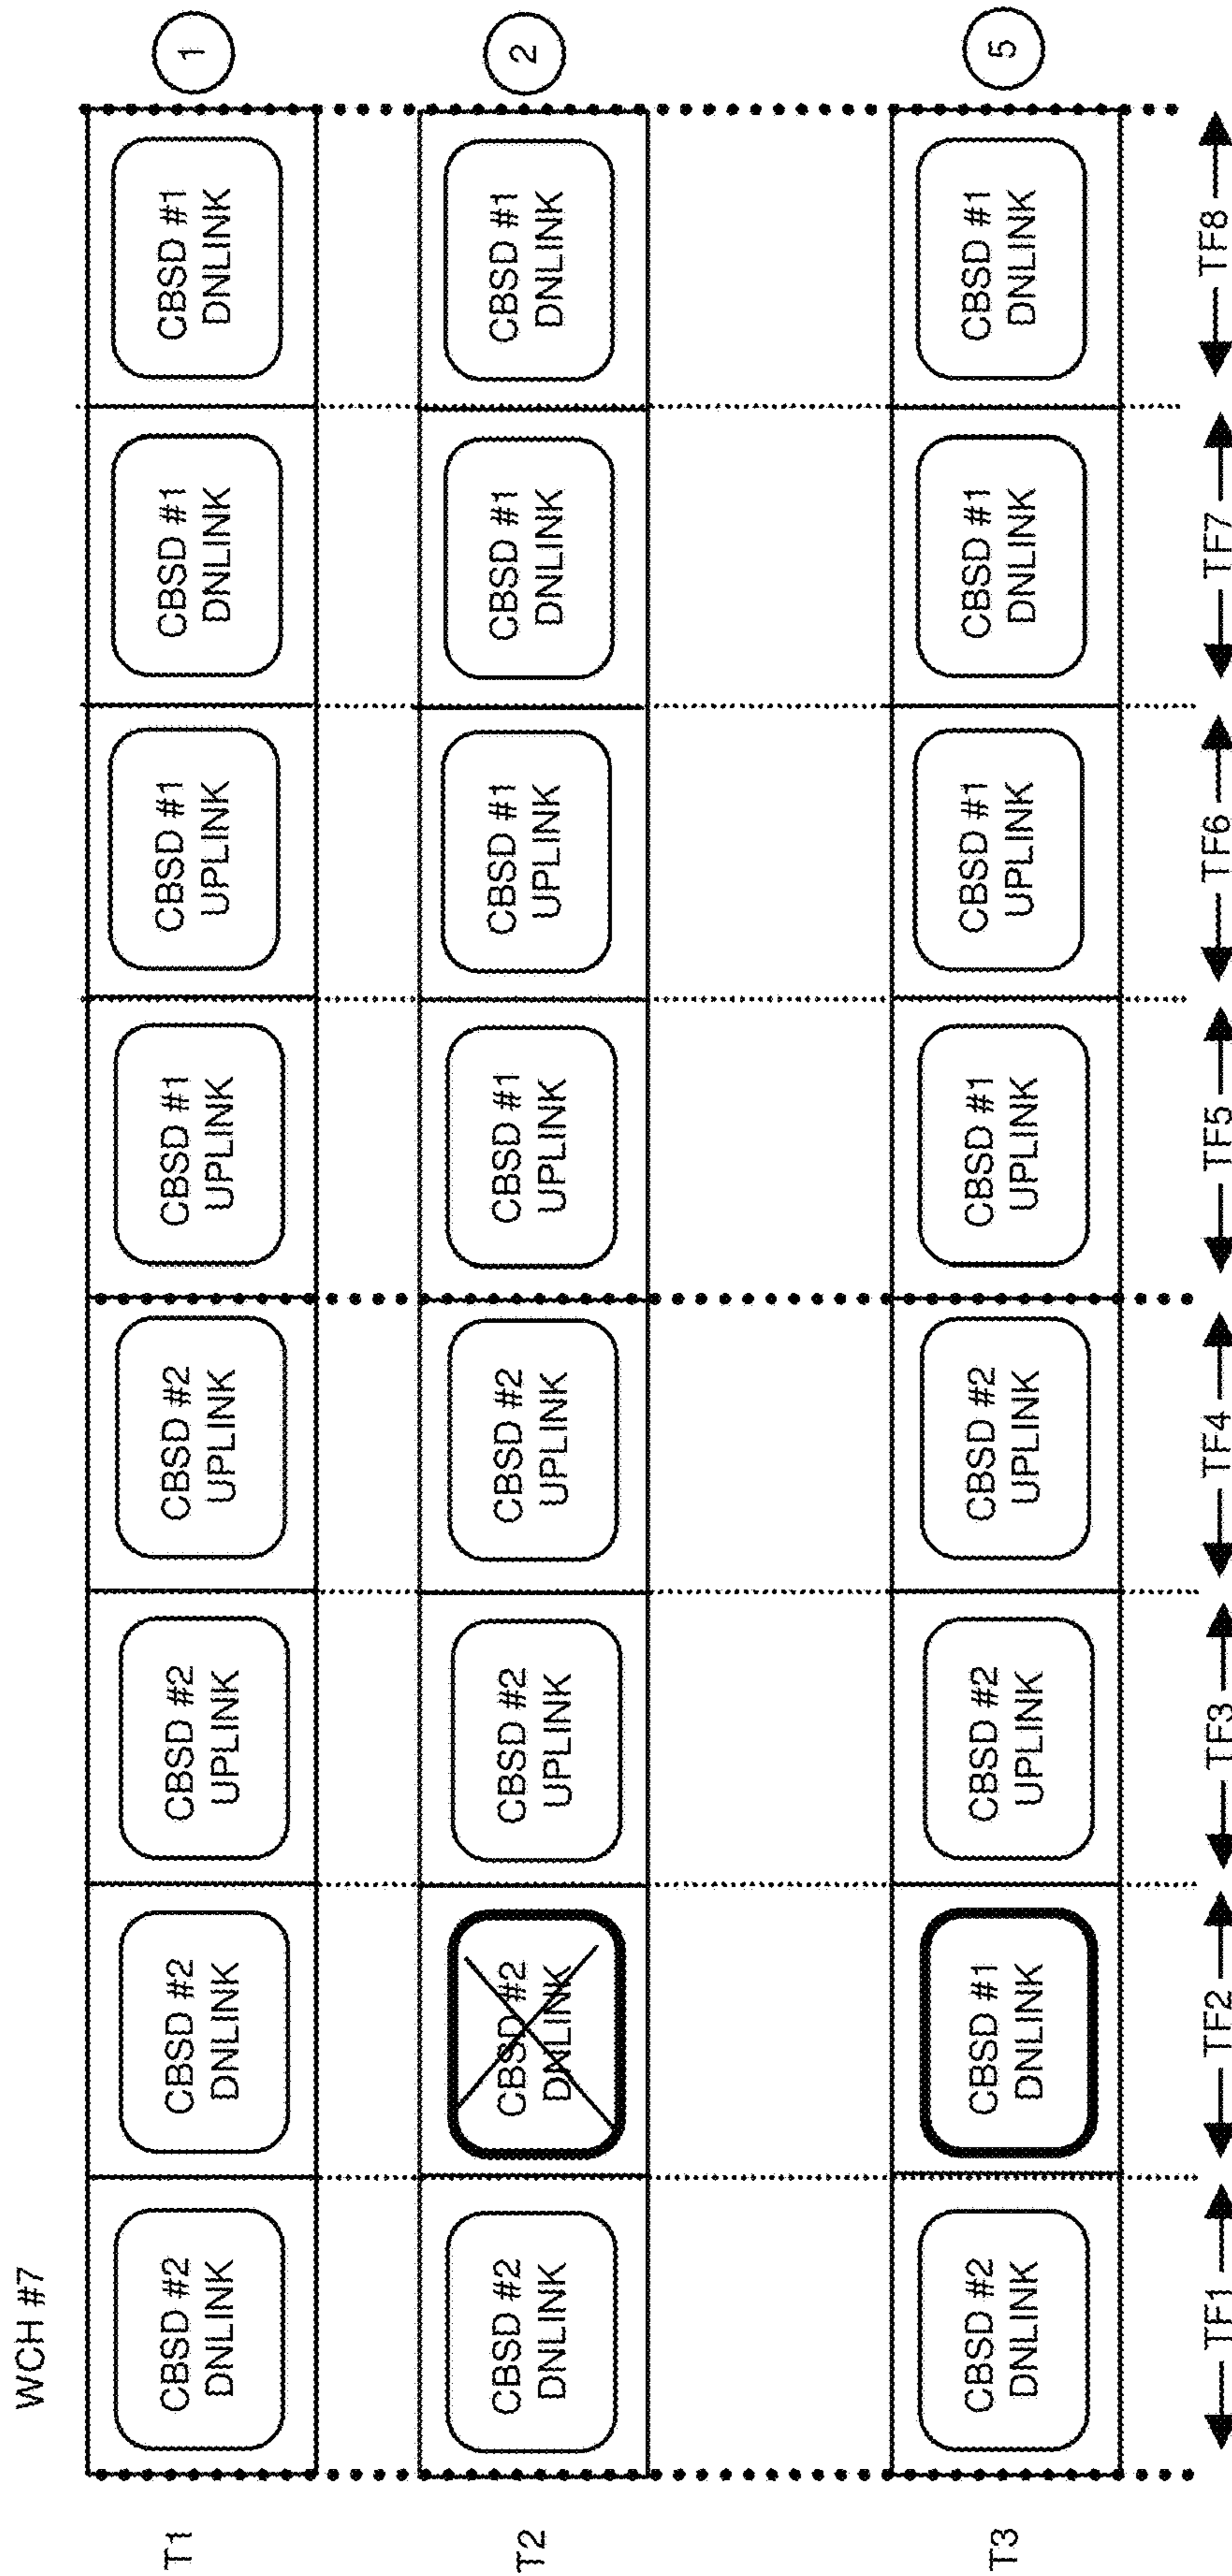 WCH #7
T1
CBSD #2
DNLINK
CBSD #2
DNLINK
CBSD #2
UPLINK
CBSD #2
UPLINK
CBSD #1
UPLINK
CBSD #1
UPLINK
CBSD #1
DNLINK
CBSD #1
DNLINK
1
T2
CBSD #2
DNLINK
CBSD #2
DNLINK
CBSD #2
UPLINK
CBSD #2
UPLINK
CBSD #1
UPLINK
CBSD #1
UPLINK
CBSD #1
DNLINK
CBSD #1
DNLINK
2
T3
CBSD #2
DNLINK
CBSD #1
DNLINK
CBSD #2
UPLINK
CBSD #2
UPLINK
CBSD #1
UPLINK
CBSD #1
UPLINK
CBSD #1
DNLINK
CBSD #1
DNLINK
5
TF1
TF2
TF3
TF4
TF5
TF6
TF7
TF8